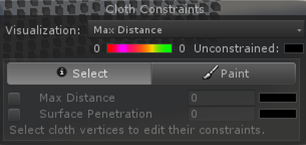 Cloth Constraints
Visualization: Max Distance
0 0 Unconstrained:
Select Paint
Max Distance 0
Surface Penetration 0
Select cloth vertices to edit their constraints.